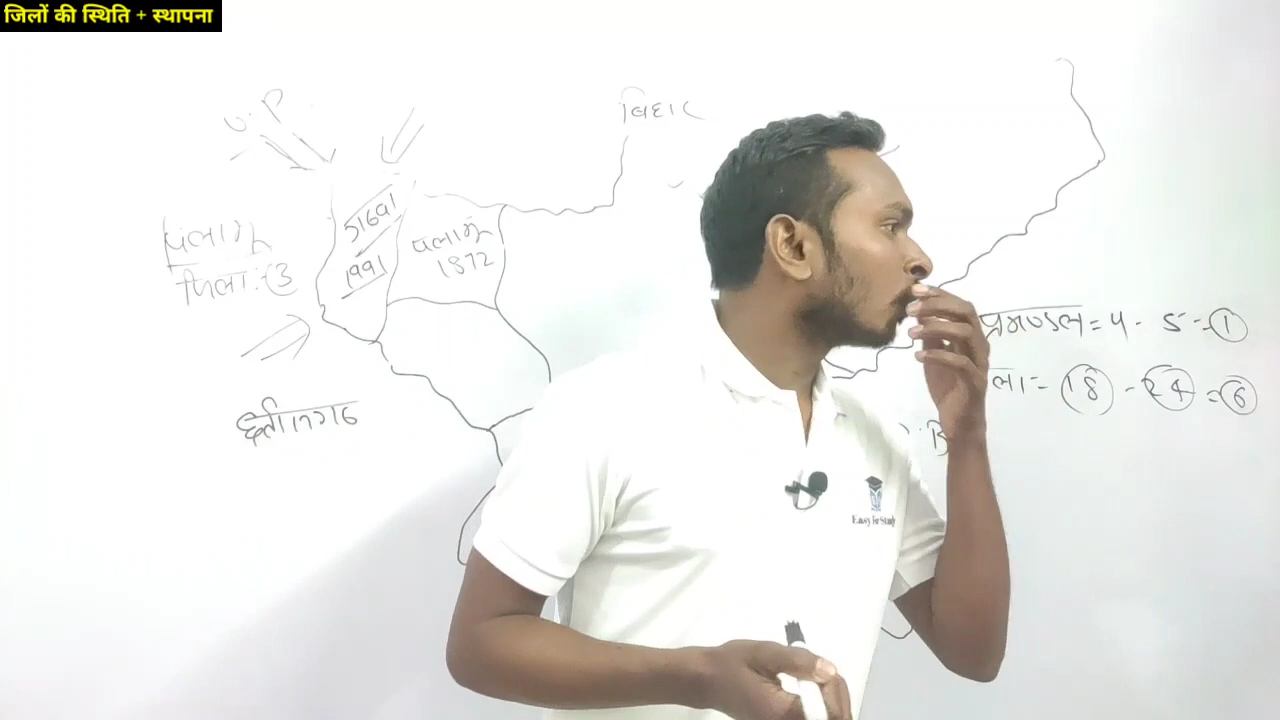 जिलों की स्थिति + स्थापना
U.P
बिहार
गढ़वा
1991
पलामू
1872
पलामू
जिला :- 3
छत्तीसगढ़
प्रमण्डल = 4 - 5 = 1
ला = 18 - 24 = 6
B
Easy For Study